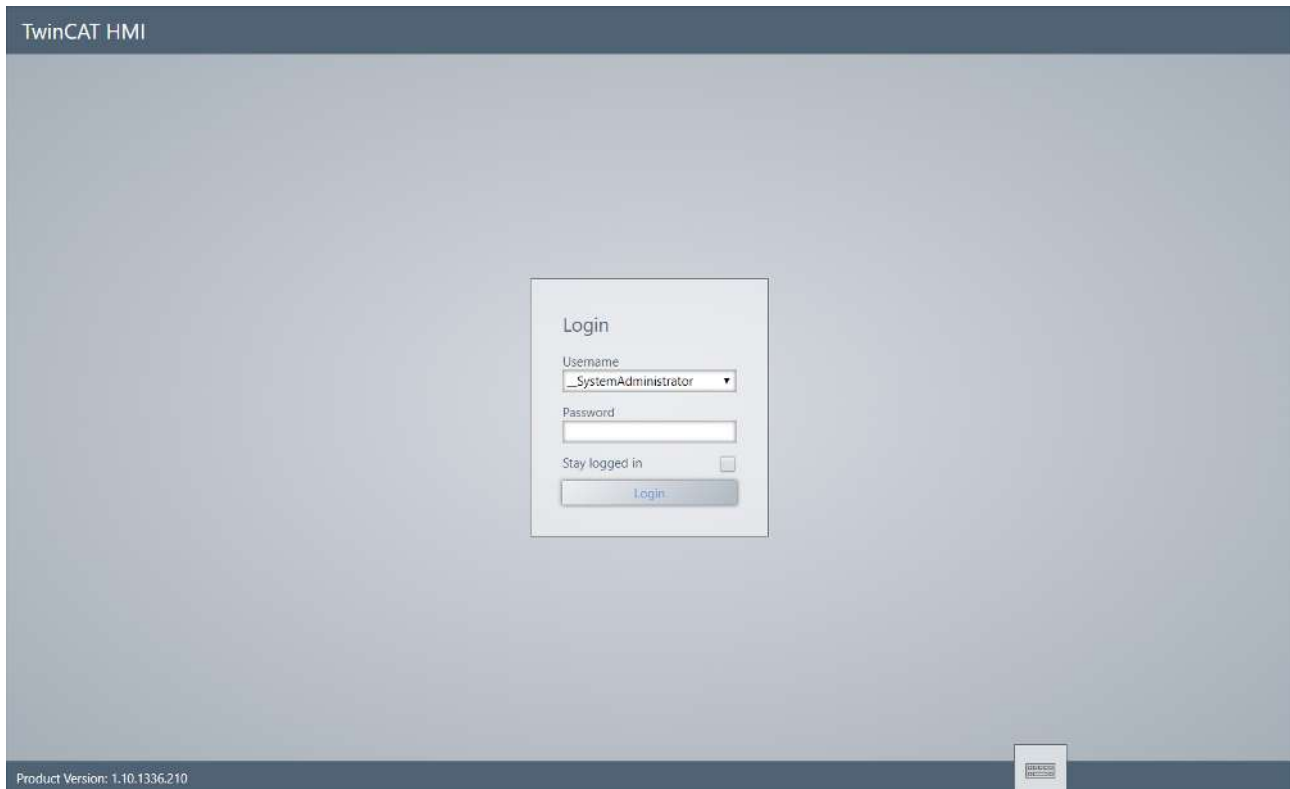 TwinCAT HMI
Login
Username
__SystemAdministrator
Password
Stay logged in
Login
Product Version: 1.10.1336.210